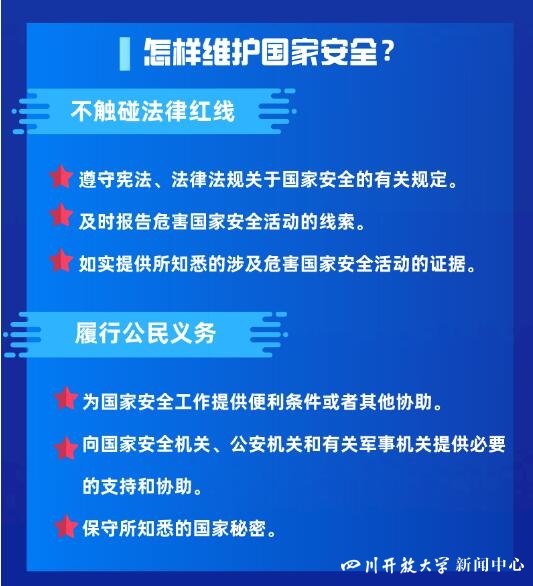 怎样维护国家安全？
不触碰法律红线
遵守宪法、法律法规关于国家安全的有关规定。
及时报告危害国家安全活动的线索。
如实提供所知悉的涉及危害国家安全活动的证据。
履行公民义务
为国家安全工作提供便利条件或者其他协助。
向国家安全机关、公安机关和有关军事机关提供必要
的支持和协助。
保守所知悉的国家秘密。
四川开放大学 新闻中心